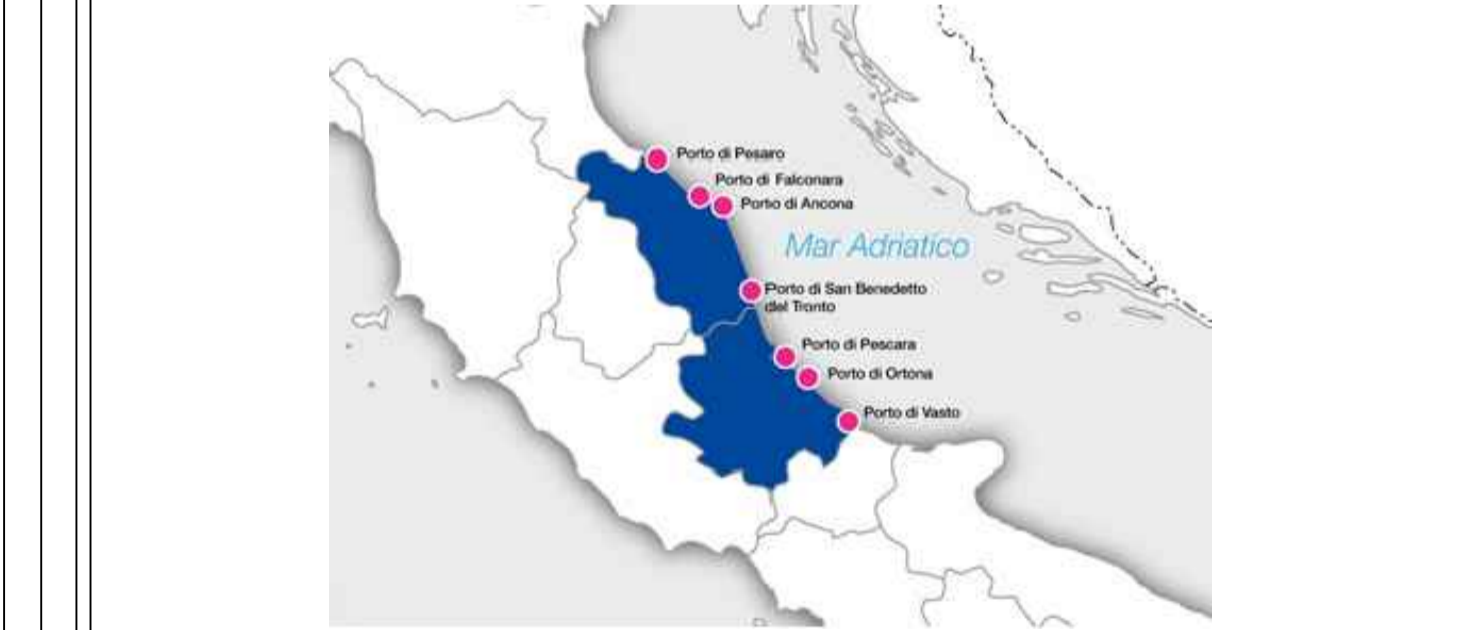 Porto di Pesaro
Porto di Falconara
Porto di Ancona
Mar Adriatico
Porto di San Benedetto
del Tronto
Porto di Pescara
Porto di Ortona
Porto di Vasto